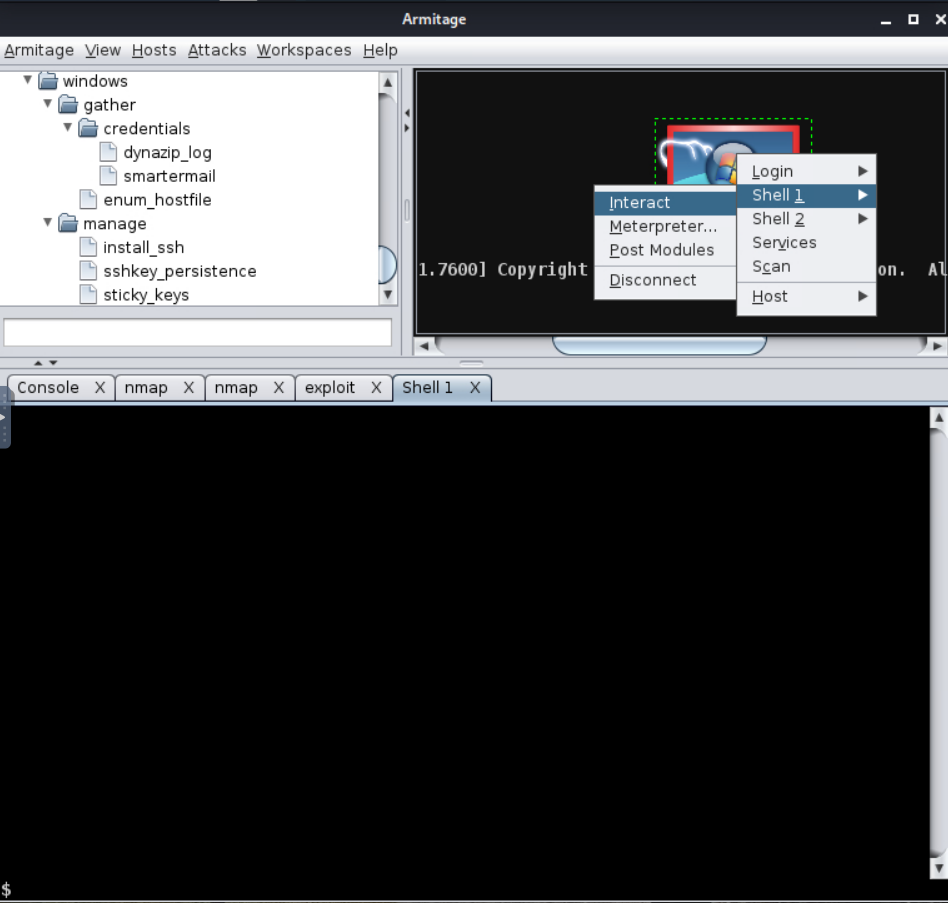 Armitage
Armitage View Hosts Attacks Workspaces Help
windows
gather
credentials
dynazip_log
smartermail
enum_hostfile
manage
install_ssh
sshkey_persistence
sticky_keys
Login
Shell 1
Shell 2
Services
Scan
Host
Interact
Meterpreter...
Post Modules
Disconnect
1.7600] Copyright on. Al
Console X nmap X nmap X exploit X Shell 1 X
$